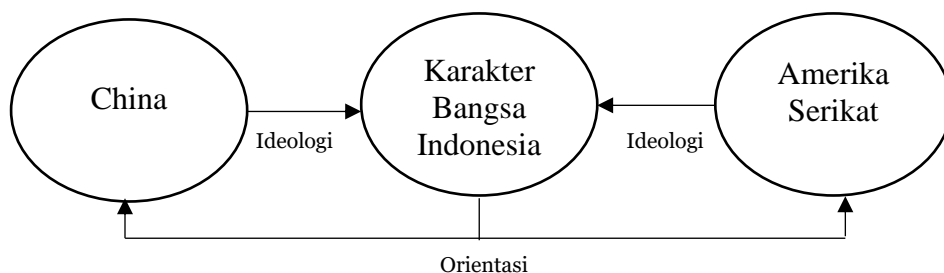 China
Karakter
Bangsa
Indonesia
Amerika
Serikat
Ideologi
Ideologi
Orientasi